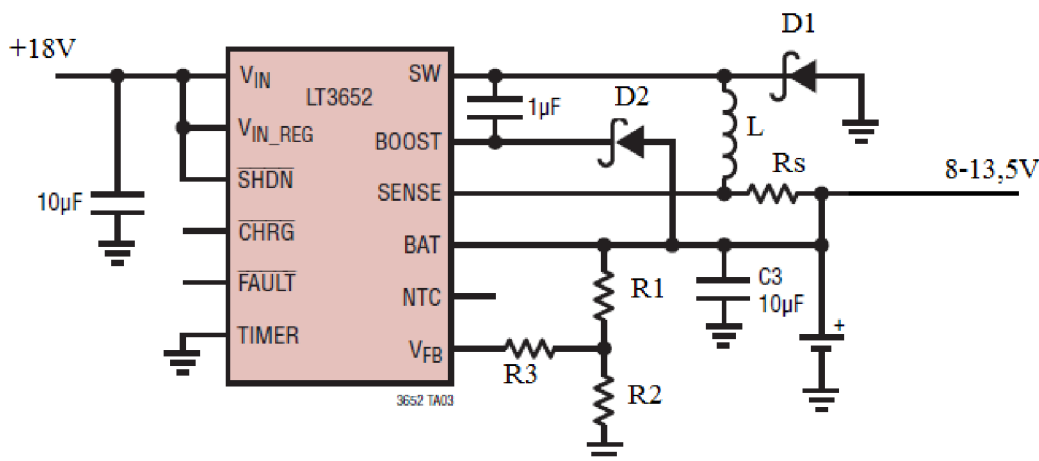 +18V
10µF
LT3652
VIN
VIN_REG
SHDN
CHRG
FAULT
TIMER
SW
BOOST
SENSE
BAT
NTC
VFB
1µF
D2
D1
L
Rs
8-13,5V
R1
C3
10µF
+
R3
R2
3652 TA03